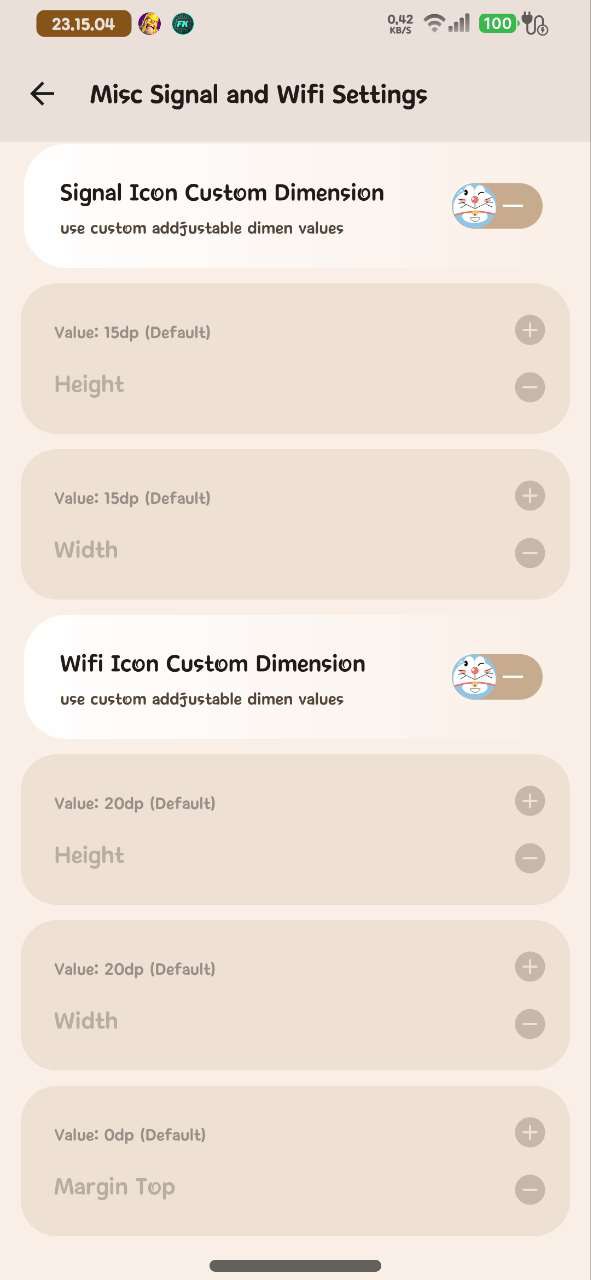 23.15.04
FK
0,42
KB/S
100
Misc Signal and Wifi Settings
Signal Icon Custom Dimension
use custom addjustable dimen values
Value: 15dp (Default)
Height
Value: 15dp (Default)
Width
Wifi Icon Custom Dimension
use custom addjustable dimen values
Value: 20dp (Default)
Height
Value: 20dp (Default)
Width
Value: 0dp (Default)
Margin Top